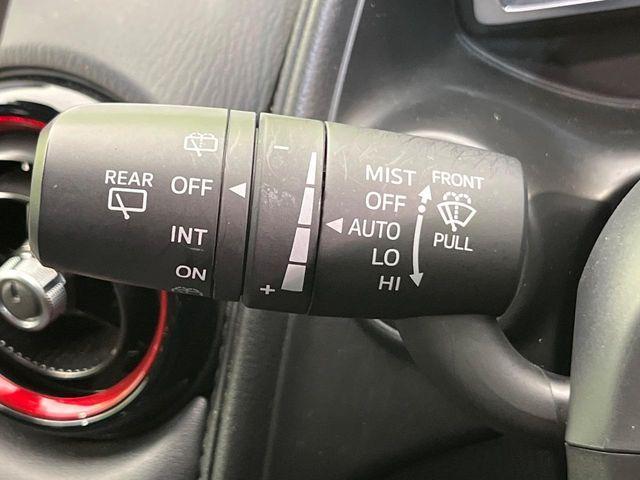 REAR
OFF
INT
ON
−
+
MIST
OFF
AUTO
LO
HI
FRONT
PULL